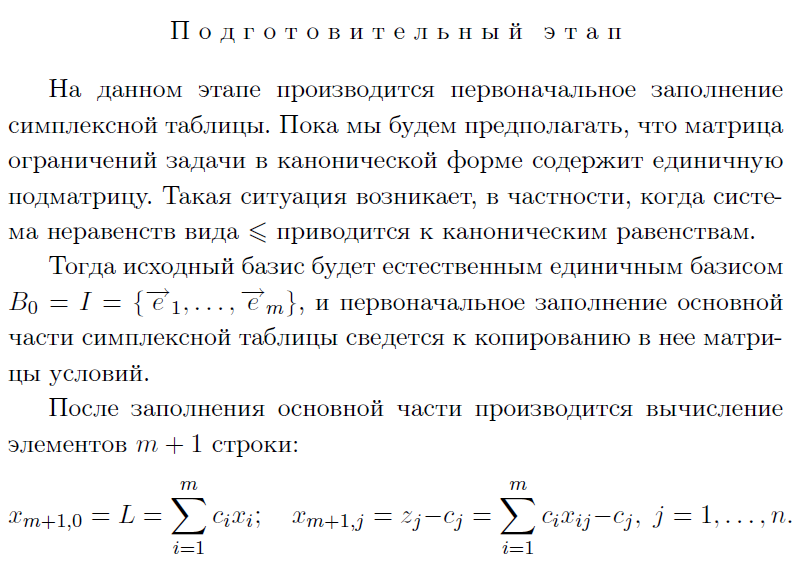 Подготовительный этап
На данном этапе производится первоначальное заполнение
симплексной таблицы. Пока мы будем предполагать, что матрица
ограничений задачи в канонической форме содержит единичную
подматрицу. Такая ситуация возникает, в частности, когда систе-
ма неравенств вида ⩽ приводится к каноническим равенствам.
Тогда исходный базис будет естественным единичным базисом
$B_0 = I = \{\overrightarrow{e}_1, \ldots, \overrightarrow{e}_m\}$, и первоначальное заполнение основной
части симплексной таблицы сведется к копированию в нее матри-
цы условий.
После заполнения основной части производится вычисление
элементов $m + 1$ строки:
$x_{m+1,0} = L = \sum_{i=1}^{m} c_i x_i; \quad x_{m+1,j} = z_j - c_j = \sum_{i=1}^{m} c_i x_{ij} - c_j, \; j = 1, \ldots, n.$